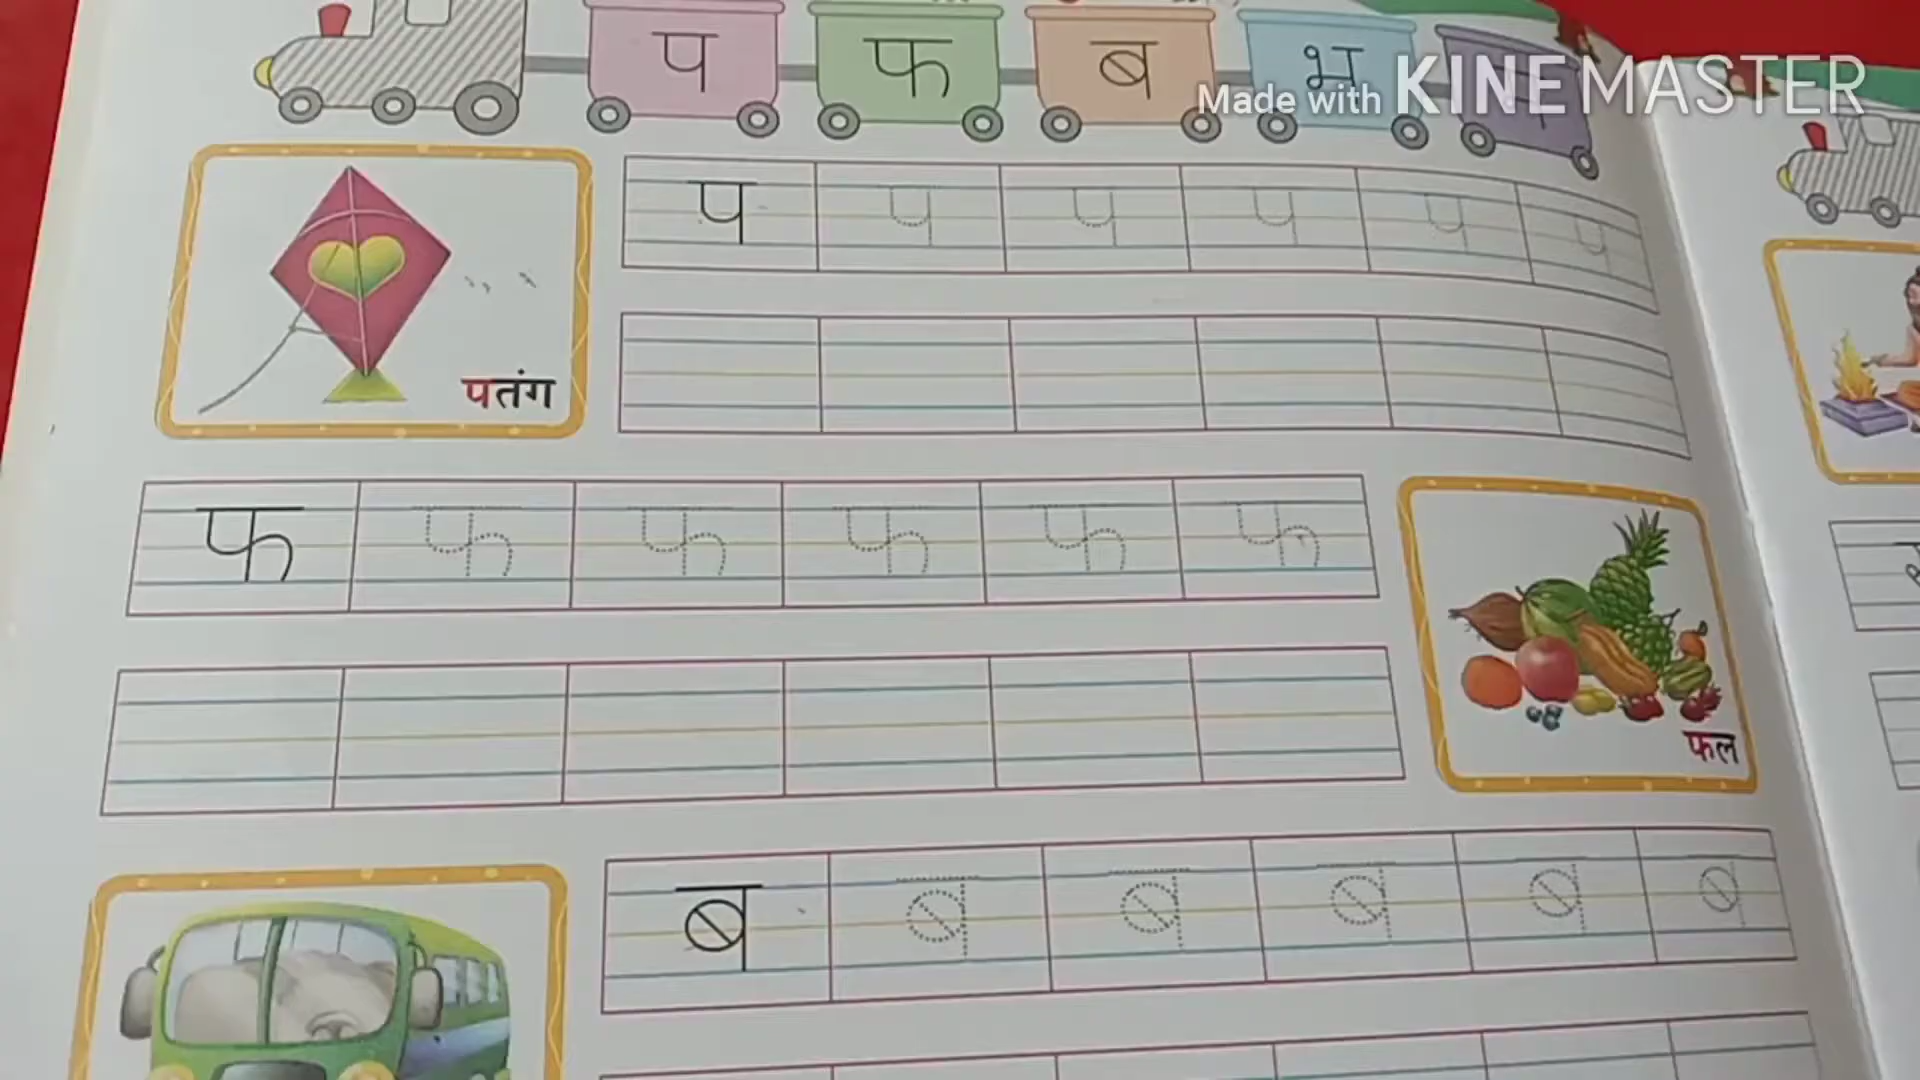 प फ ब भ
Made with KINEMASTER
प प प प प प
पतंग
फ फ फ फ फ फ
फल
ब ब ब ब ब ब